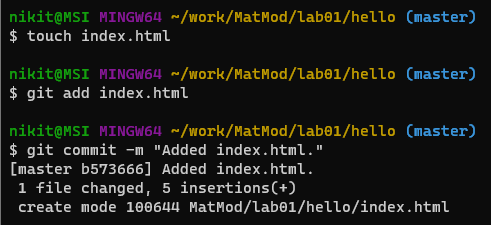 nikit@MSI MINGW64 ~/work/MatMod/lab01/hello (master)
$ touch index.html
nikit@MSI MINGW64 ~/work/MatMod/lab01/hello (master)
$ git add index.html
nikit@MSI MINGW64 ~/work/MatMod/lab01/hello (master)
$ git commit -m "Added index.html."
[master b573666] Added index.html.
 1 file changed, 5 insertions(+)
 create mode 100644 MatMod/lab01/hello/index.html